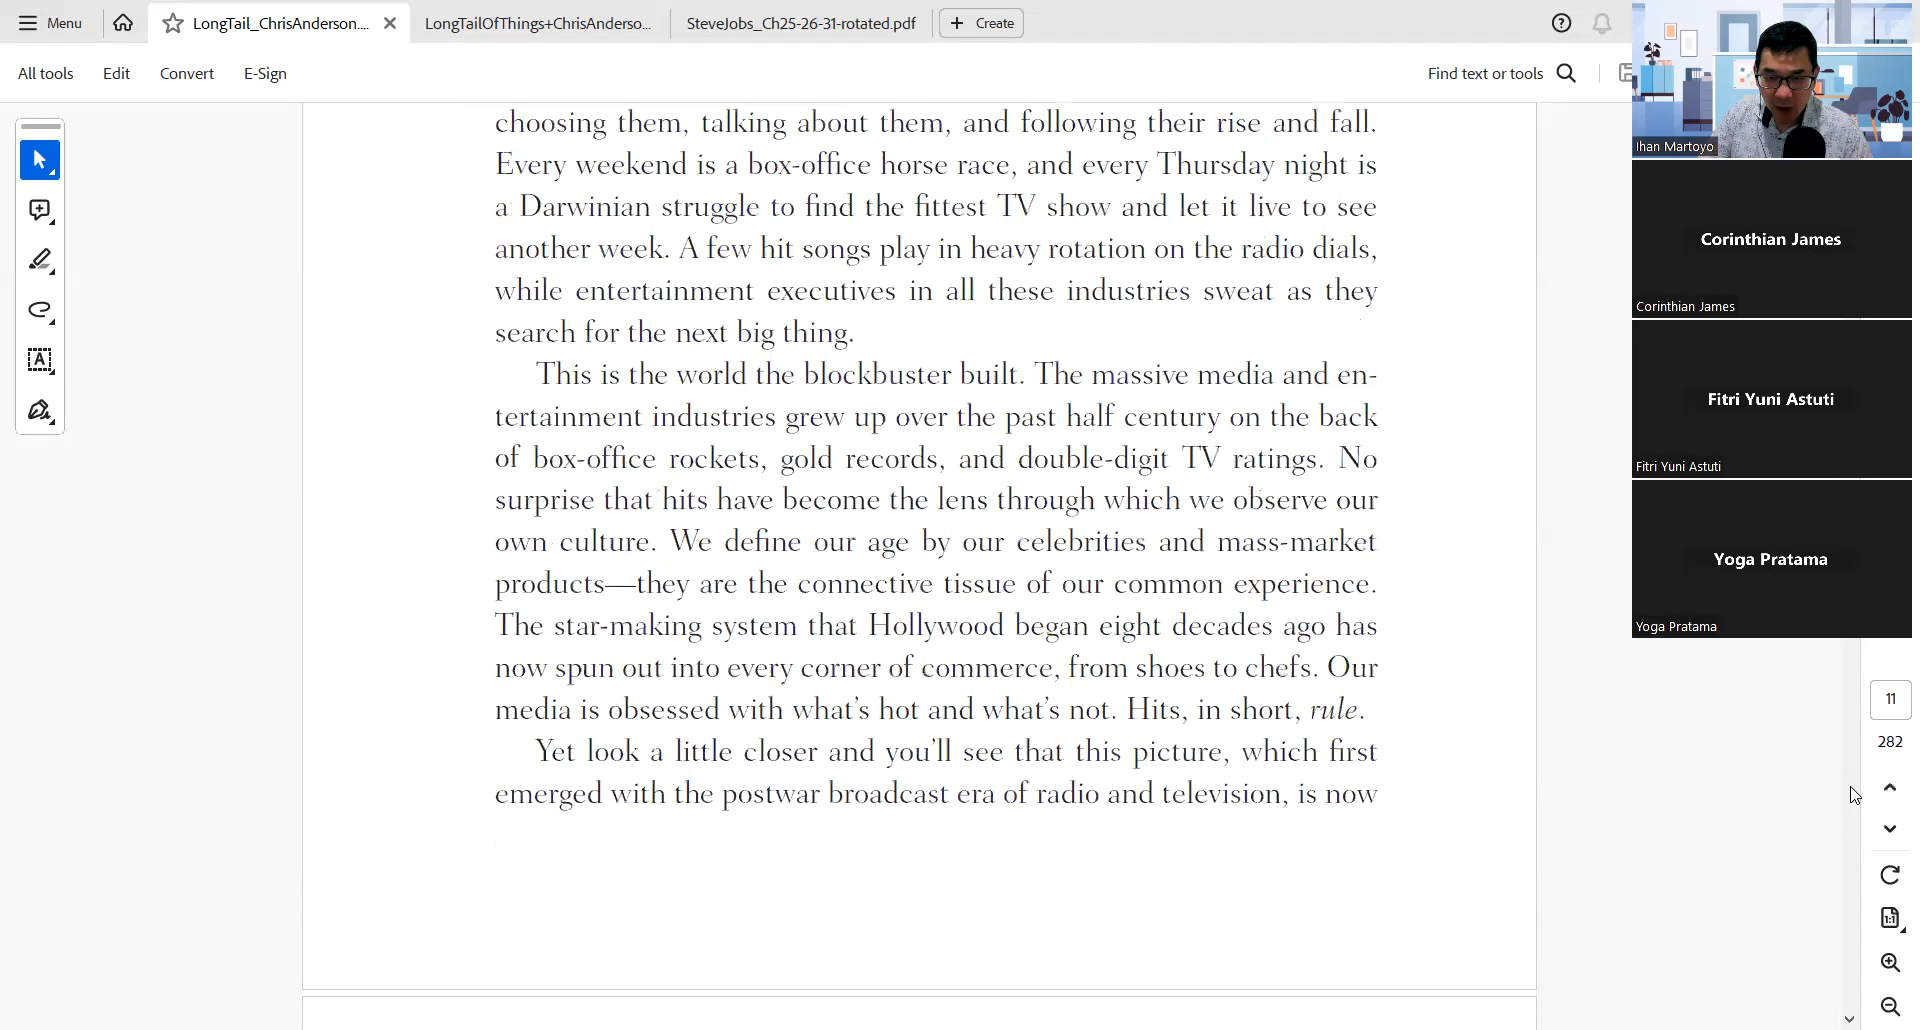 Menu
LongTail_ChrisAnderson....
LongTailOfThings+ChrisAnderso...
SteveJobs_Ch25-26-31-rotated.pdf
Create
All tools
Edit
Convert
E-Sign
Find text or tools
choosing them, talking about them, and following their rise and fall.
Every weekend is a box-office horse race, and every Thursday night is
a Darwinian struggle to find the fittest TV show and let it live to see
another week. A few hit songs play in heavy rotation on the radio dials,
while entertainment executives in all these industries sweat as they
search for the next big thing.
This is the world the blockbuster built. The massive media and en-
tertainment industries grew up over the past half century on the back
of box-office rockets, gold records, and double-digit TV ratings. No
surprise that hits have become the lens through which we observe our
own culture. We define our age by our celebrities and mass-market
products—they are the connective tissue of our common experience.
The star-making system that Hollywood began eight decades ago has
now spun out into every corner of commerce, from shoes to chefs. Our
media is obsessed with what's hot and what's not. Hits, in short, rule.
Yet look a little closer and you'll see that this picture, which first
emerged with the postwar broadcast era of radio and television, is now
Ihan Martoyo
Corinthian James
Corinthian James
Fitri Yuni Astuti
Fitri Yuni Astuti
Yoga Pratama
Yoga Pratama
11
282
1:1